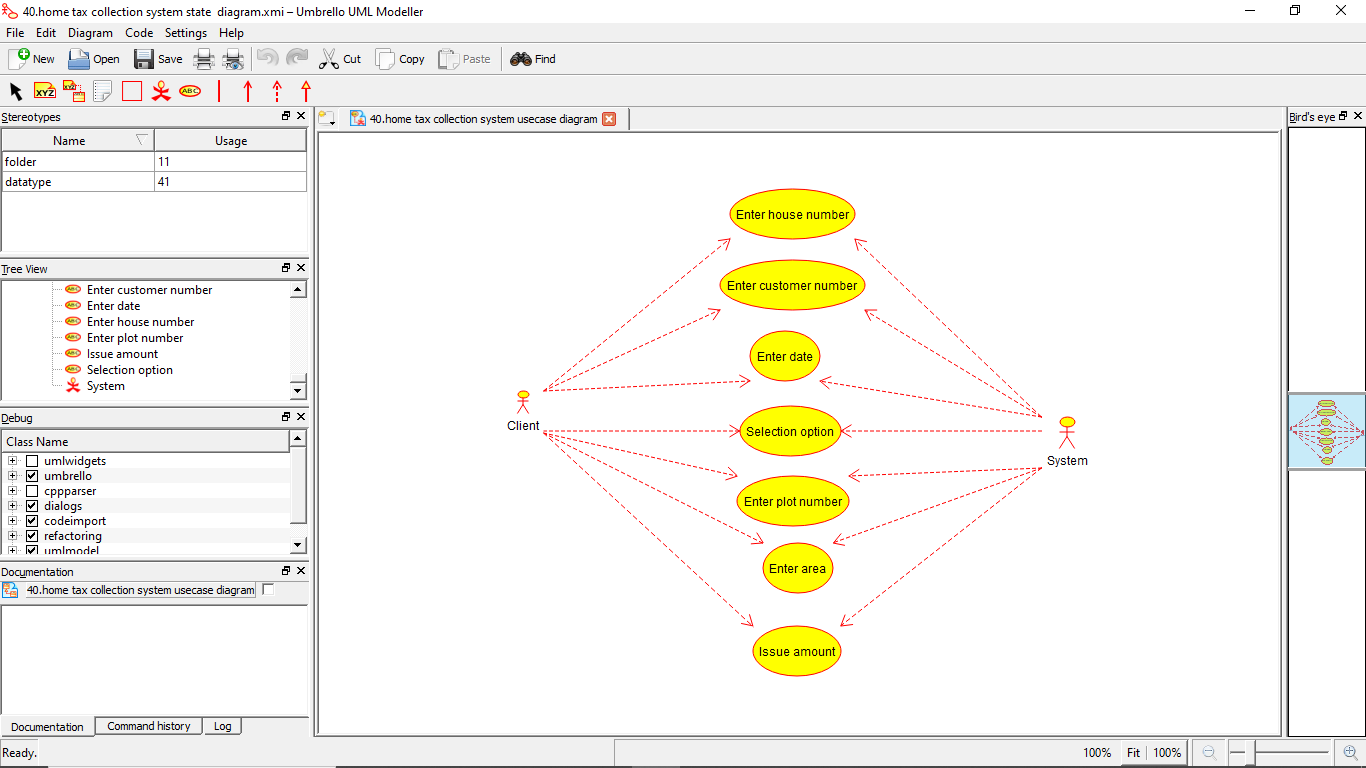 40.home tax collection system state  diagram.xmi – Umbrello UML Modeller
File Edit Diagram Code Settings Help
New Open Save Cut Copy Paste Find
XYZ XYZ ABC
Stereotypes
Name Usage
folder 11
datatype 41
Tree View
Enter customer number
Enter date
Enter house number
Enter plot number
Issue amount
Selection option
System
Debug
Class Name
umlwidgets
umbrello
cppparser
dialogs
codeimport
refactoring
umlmodel
Documentation
40.home tax collection system usecase diagram
Documentation Command history Log
40.home tax collection system usecase diagram
Enter house number
Enter customer number
Enter date
Client
Selection option
System
Enter plot number
Enter area
Issue amount
Bird's eye
Ready.
100% Fit 100%